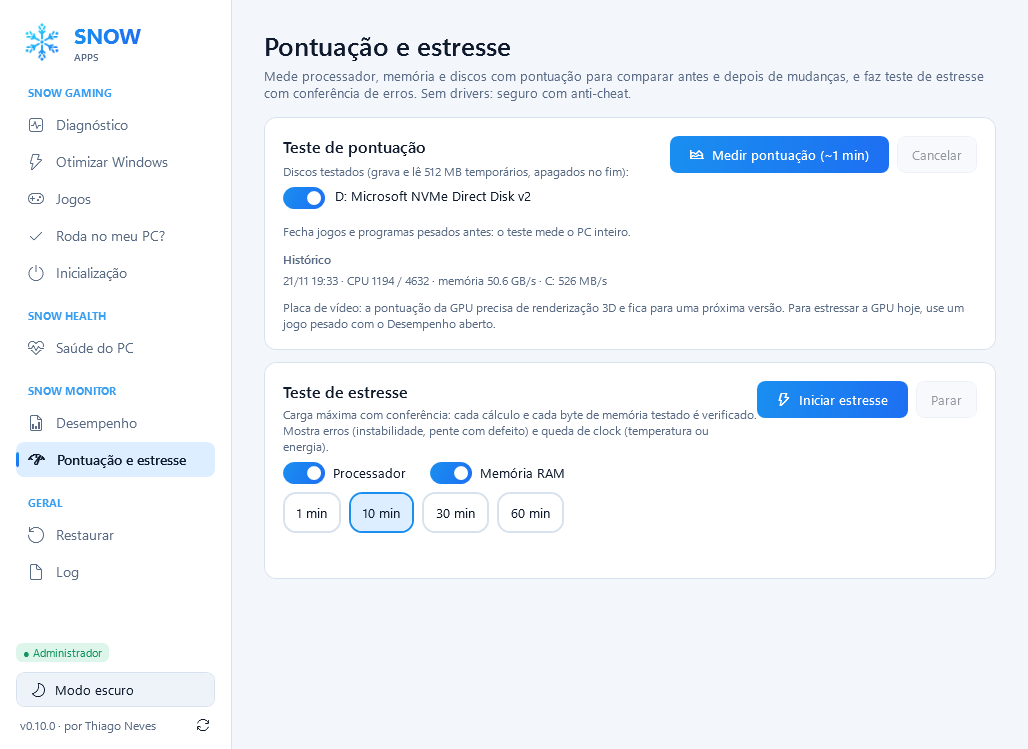 SNOW
APPS
SNOW GAMING
Diagnóstico
Otimizar Windows
Jogos
Roda no meu PC?
Inicialização
SNOW HEALTH
Saúde do PC
SNOW MONITOR
Desempenho
Pontuação e estresse
GERAL
Restaurar
Log
Administrador
Modo escuro
v0.10.0 · por Thiago Neves
Pontuação e estresse
Mede processador, memória e discos com pontuação para comparar antes e depois de mudanças, e faz teste de estresse
com conferência de erros. Sem drivers: seguro com anti-cheat.
Teste de pontuação
Medir pontuação (~1 min)
Cancelar
Discos testados (grava e lê 512 MB temporários, apagados no fim):
D: Microsoft NVMe Direct Disk v2
Fecha jogos e programas pesados antes: o teste mede o PC inteiro.
Histórico
21/11 19:33 · CPU 1194 / 4632 · memória 50.6 GB/s · C: 526 MB/s
Placa de vídeo: a pontuação da GPU precisa de renderização 3D e fica para uma próxima versão. Para estressar a GPU hoje, use um
jogo pesado com o Desempenho aberto.
Teste de estresse
Iniciar estresse
Parar
Carga máxima com conferência: cada cálculo e cada byte de memória testado é verificado.
Mostra erros (instabilidade, pente com defeito) e queda de clock (temperatura ou
energia).
Processador
Memória RAM
1 min
10 min
30 min
60 min